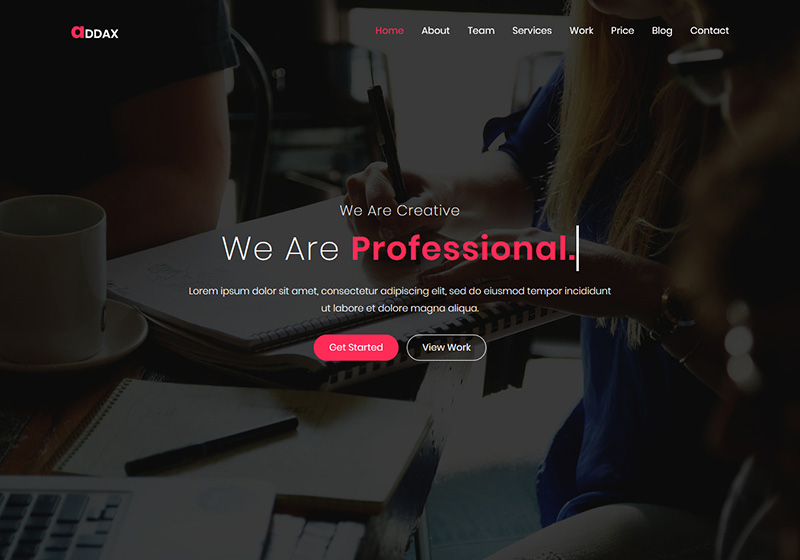 aDDAX
Home About Team Services Work Price Blog Contact
We Are Creative
We Are Professional.
Lorem ipsum dolor sit amet, consectetur adipiscing elit, sed do eiusmod tempor incididunt
ut labore et dolore magna aliqua.
Get Started View Work